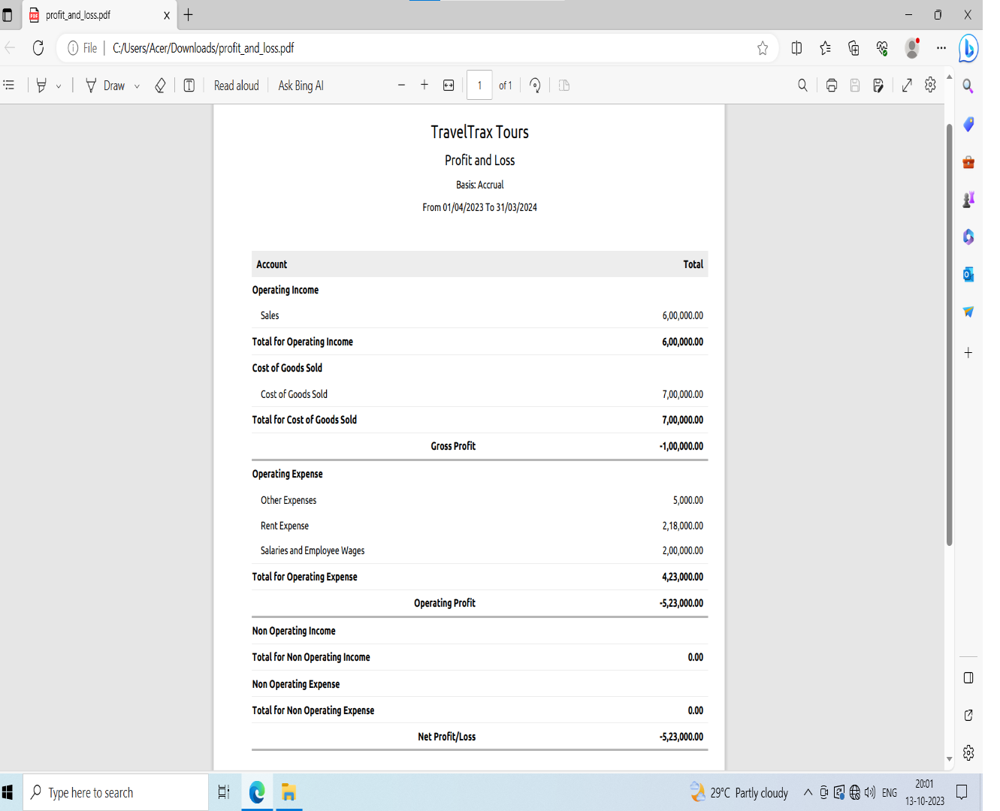 profit_and_loss.pdf
File C:/Users/Acer/Downloads/profit_and_loss.pdf
Draw Read aloud Ask Bing AI 1 of 1
TravelTrax Tours
Profit and Loss
Basis: Accrual
From 01/04/2023 To 31/03/2024
Account Total
Operating Income
Sales 6,00,000.00
Total for Operating Income 6,00,000.00
Cost of Goods Sold
Cost of Goods Sold 7,00,000.00
Total for Cost of Goods Sold 7,00,000.00
Gross Profit -1,00,000.00
Operating Expense
Other Expenses 5,000.00
Rent Expense 2,18,000.00
Salaries and Employee Wages 2,00,000.00
Total for Operating Expense 4,23,000.00
Operating Profit -5,23,000.00
Non Operating Income
Total for Non Operating Income 0.00
Non Operating Expense
Total for Non Operating Expense 0.00
Net Profit/Loss -5,23,000.00
Type here to search 29°C Partly cloudy ENG 20:01
13-10-2023